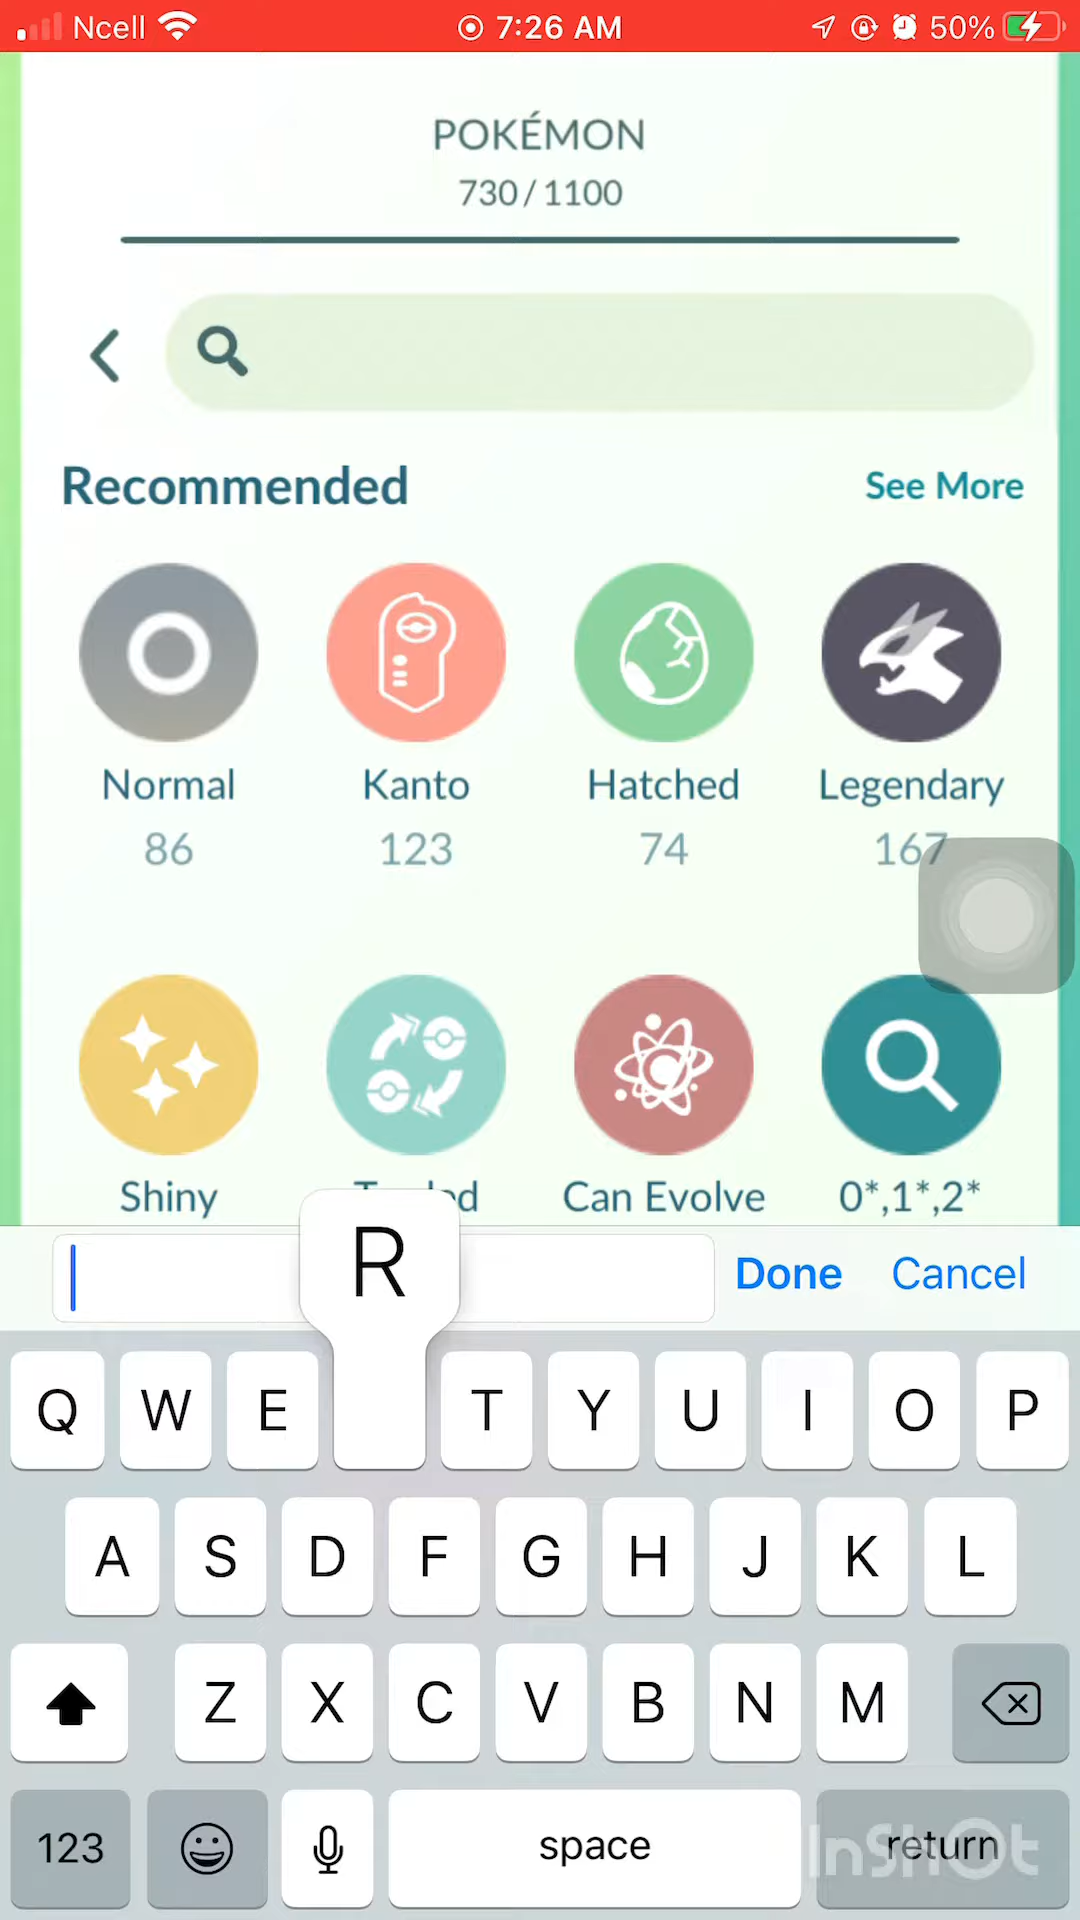 Ncell 7:26 AM 50%
POKÉMON
730 / 1100
Recommended See More
Normal Kanto Hatched Legendary
86 123 74 167
Shiny Can Evolve 0*,1*,2*
R
Done Cancel
Q W E T Y U I O P
A S D F G H J K L
Z X C V B N M
123 space return
InShOt